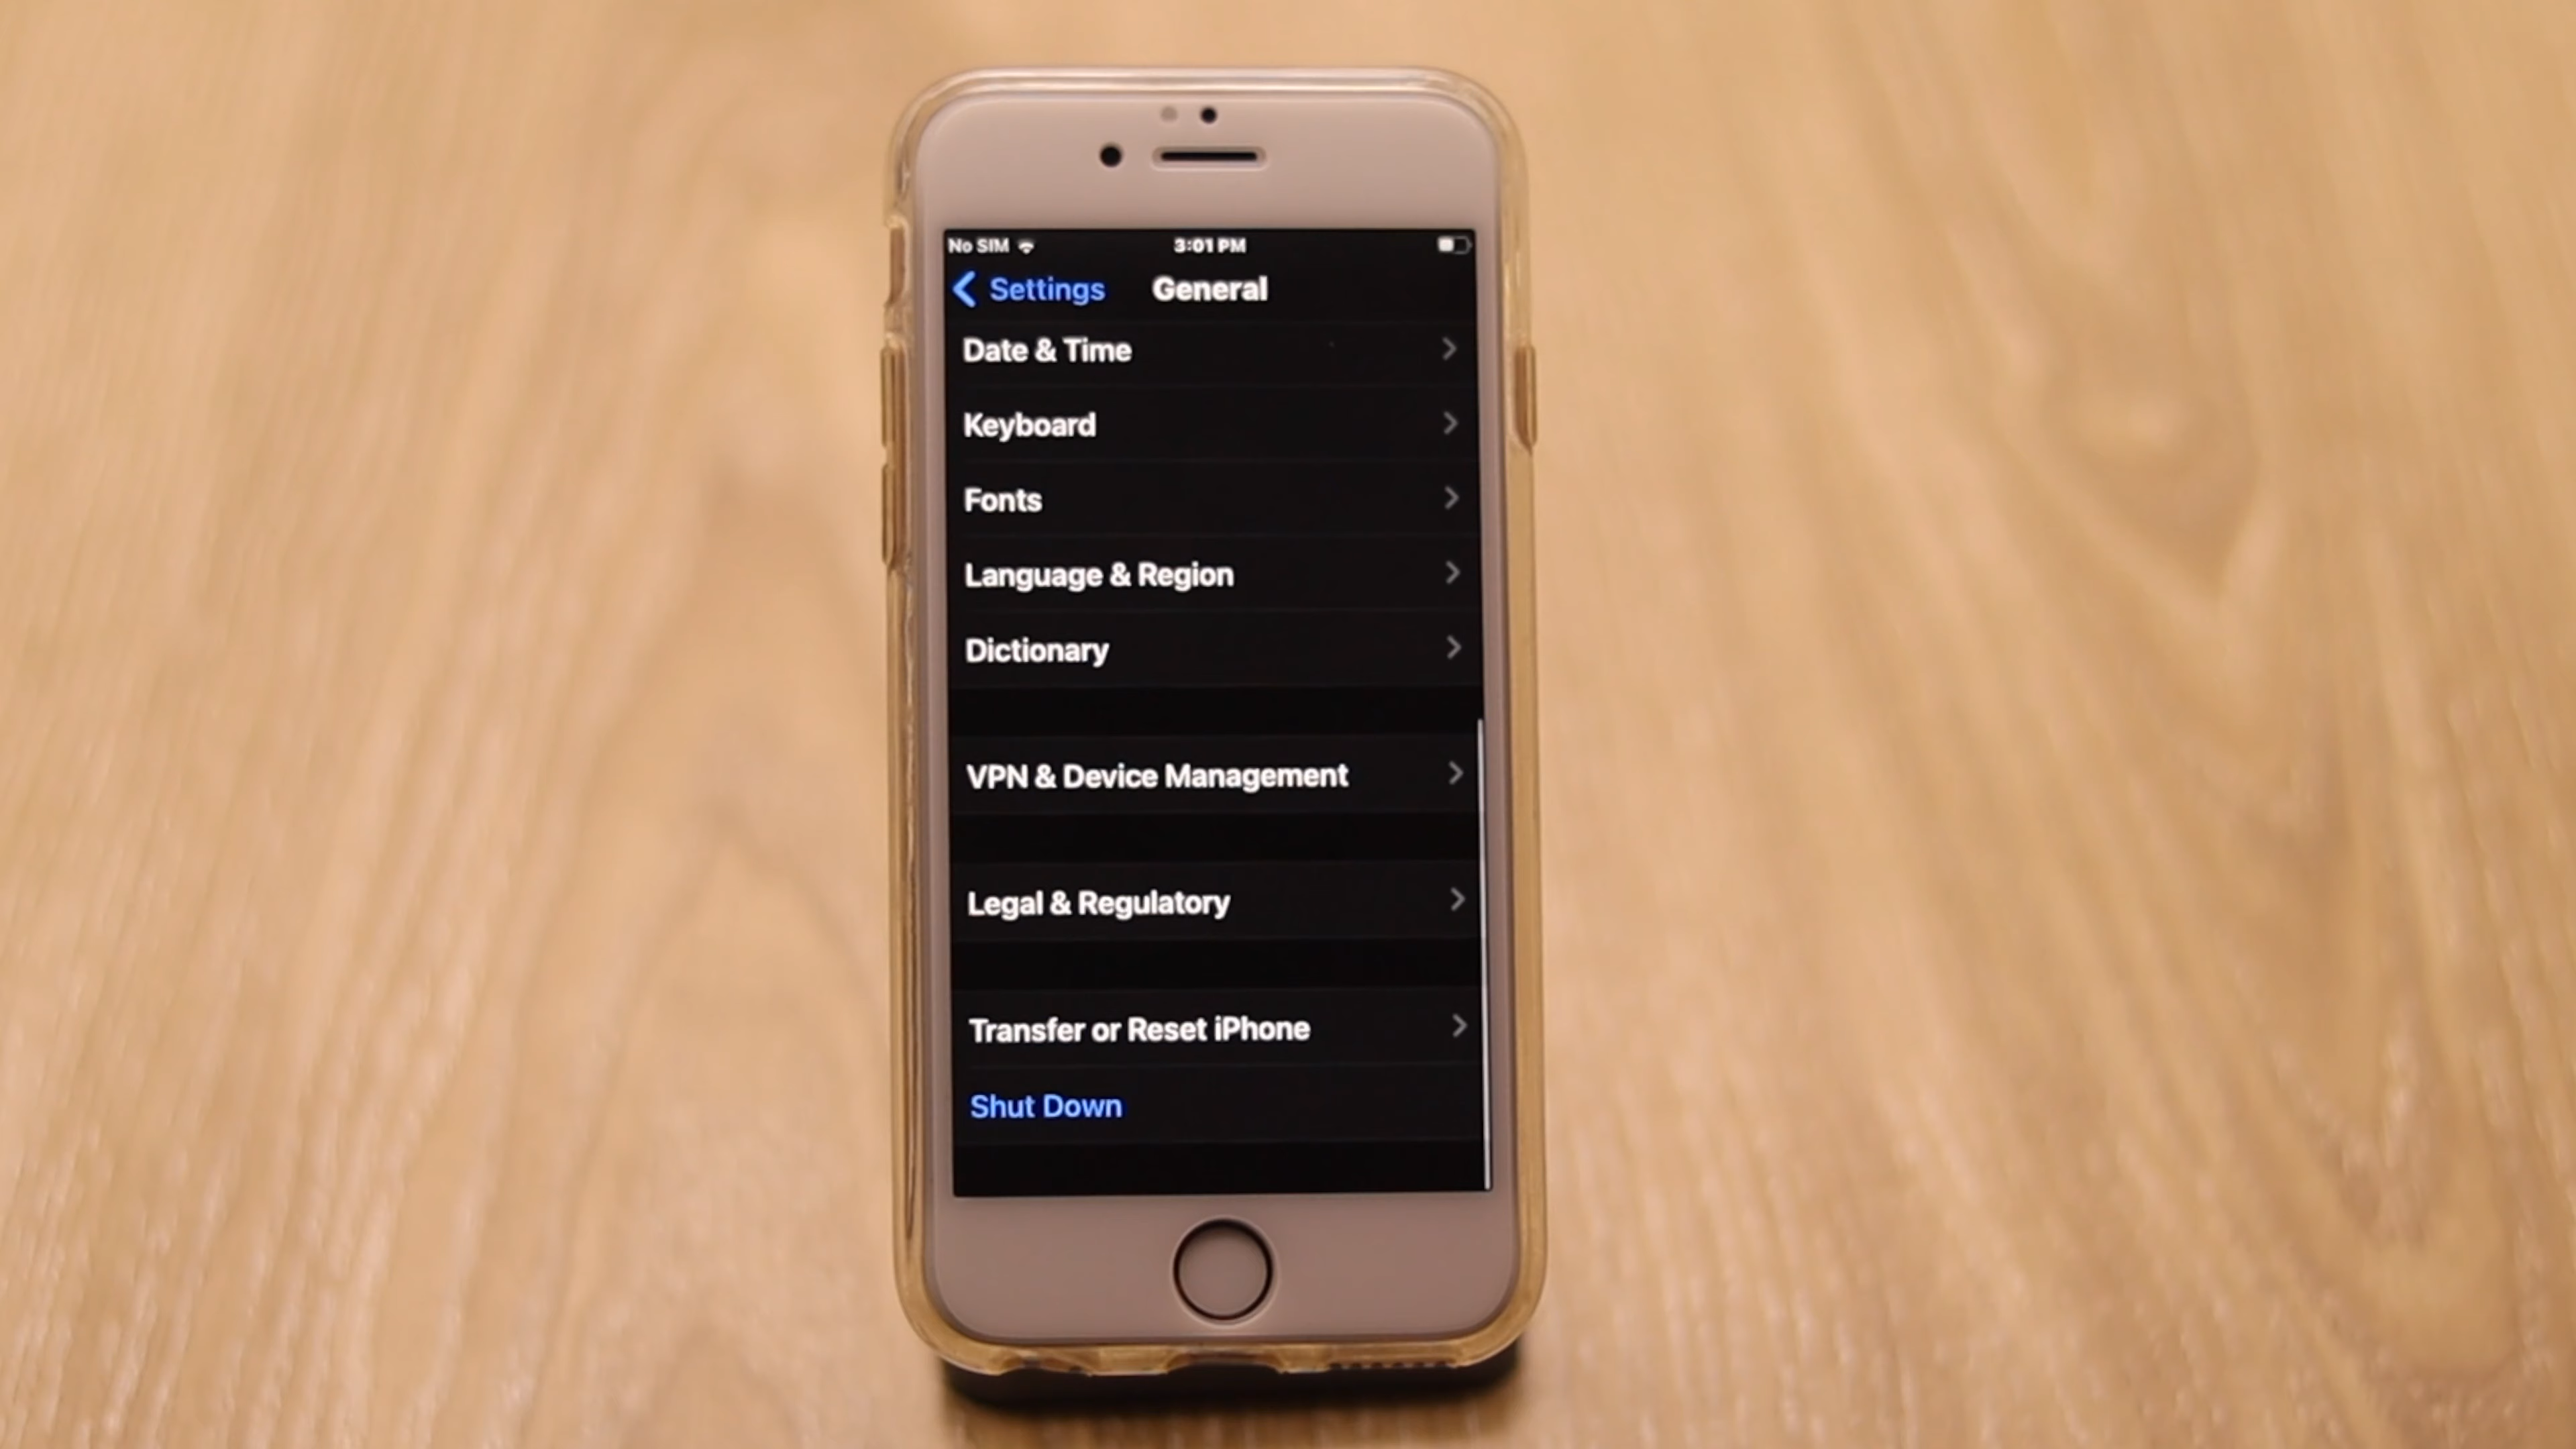 No SIM 3:01 PM
Settings General
Date & Time
Keyboard
Fonts
Language & Region
Dictionary
VPN & Device Management
Legal & Regulatory
Transfer or Reset iPhone
Shut Down